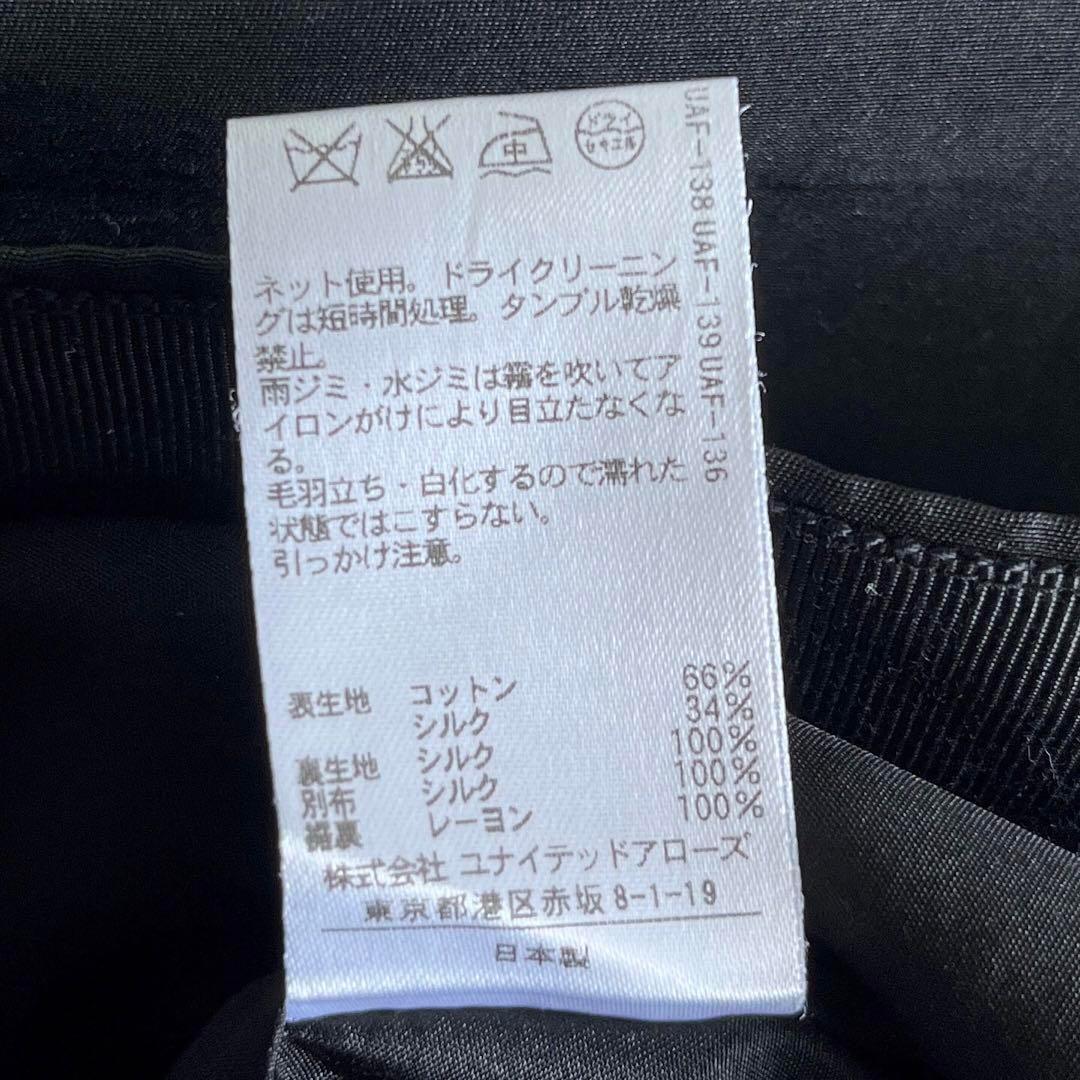 中
ドライ
セキユ系
ネット使用。ドライクリーニン
グは短時間処理。タンブル乾燥
禁止。
雨ジミ・水ジミは霧を吹いてア
イロンがけにより目立たなくな
る。
毛羽立ち・白化するので濡れた
状態ではこすらない。
引っかけ注意。
表生地 コットン 66%
シルク 34%
裏生地 シルク 100%
別布 シルク 100%
裾裏 レーヨン 100%
株式会社 ユナイテッドアローズ
東京都港区赤坂8-1-19
日本製
UAF-138UAF-139UAF-136